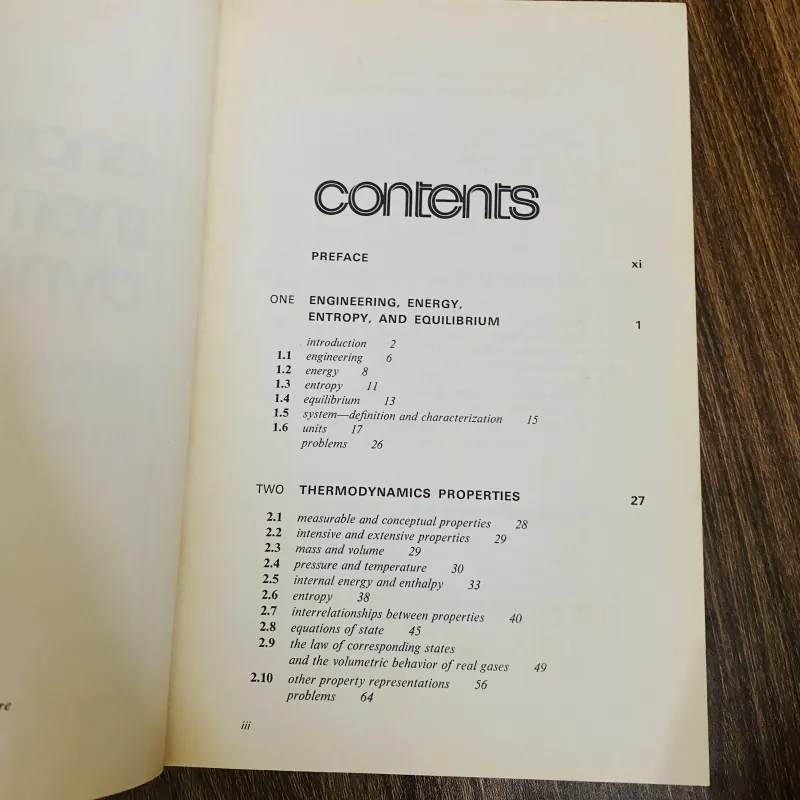 contents
PREFACE xi
ONE ENGINEERING, ENERGY,
ENTROPY, AND EQUILIBRIUM 1
introduction 2
1.1 engineering 6
1.2 energy 8
1.3 entropy 11
1.4 equilibrium 13
1.5 system—definition and characterization 15
1.6 units 17
problems 26
TWO THERMODYNAMICS PROPERTIES 27
2.1 measurable and conceptual properties 28
2.2 intensive and extensive properties 29
2.3 mass and volume 29
2.4 pressure and temperature 30
2.5 internal energy and enthalpy 33
2.6 entropy 38
2.7 interrelationships between properties 40
2.8 equations of state 45
2.9 the law of corresponding states
and the volumetric behavior of real gases 49
2.10 other property representations 56
problems 64
iii